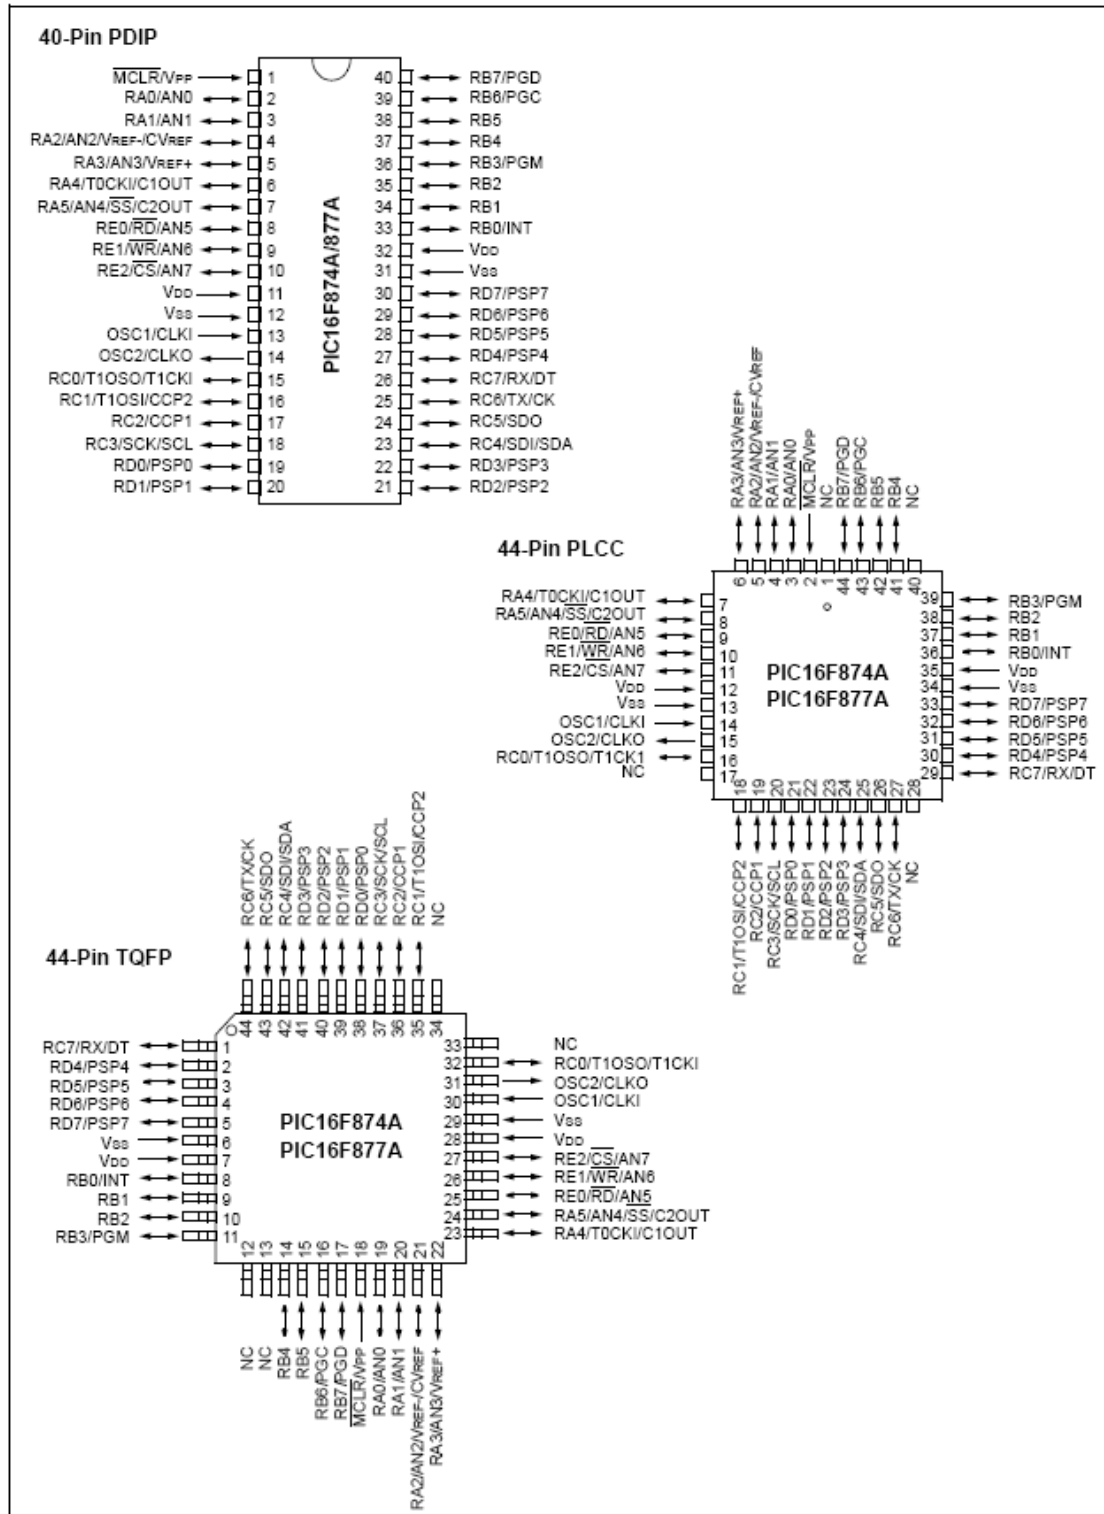 40-Pin PDIP
MCLR/VPP 1 40 RB7/PGD
RA0/AN0 2 39 RB6/PGC
RA1/AN1 3 38 RB5
RA2/AN2/VREF-/CVREF 4 37 RB4
RA3/AN3/VREF+ 5 36 RB3/PGM
RA4/T0CKI/C1OUT 6 35 RB2
RA5/AN4/SS/C2OUT 7 34 RB1
RE0/RD/AN5 8 33 RB0/INT
RE1/WR/AN6 9 32 VDD
RE2/CS/AN7 10 31 VSS
VDD 11 30 RD7/PSP7
VSS 12 29 RD6/PSP6
OSC1/CLKI 13 28 RD5/PSP5
OSC2/CLKO 14 27 RD4/PSP4
RC0/T1OSO/T1CKI 15 26 RC7/RX/DT
RC1/T1OSI/CCP2 16 25 RC6/TX/CK
RC2/CCP1 17 24 RC5/SDO
RC3/SCK/SCL 18 23 RC4/SDI/SDA
RD0/PSP0 19 22 RD3/PSP3
RD1/PSP1 20 21 RD2/PSP2
PIC16F874A/877A
44-Pin PLCC
RA3/AN3/VREF+
RA2/AN2/VREF-/CVREF
RA1/AN1
RA0/AN0
MCLR/VPP
NC
RB7/PGD
RB6/PGC
RB5
RB4
NC
6 5 4 3 2 1 44 43 42 41 40
RA4/T0CKI/C1OUT 7 39 RB3/PGM
RA5/AN4/SS/C2OUT 8 38 RB2
RE0/RD/AN5 9 37 RB1
RE1/WR/AN6 10 36 RB0/INT
RE2/CS/AN7 11 35 VDD
VDD 12 34 VSS
VSS 13 33 RD7/PSP7
OSC1/CLKI 14 32 RD6/PSP6
OSC2/CLKO 15 31 RD5/PSP5
RC0/T1OSO/T1CK1 16 30 RD4/PSP4
NC 17 29 RC7/RX/DT
PIC16F874A
PIC16F877A
18 19 20 21 22 23 24 25 26 27 28
RC1/T1OSI/CCP2
RC2/CCP1
RC3/SCK/SCL
RD0/PSP0
RD1/PSP1
RD2/PSP2
RD3/PSP3
RC4/SDI/SDA
RC5/SDO
RC6/TX/CK
NC
44-Pin TQFP
RC6/TX/CK
RC5/SDO
RC4/SDI/SDA
RD3/PSP3
RD2/PSP2
RD1/PSP1
RD0/PSP0
RC3/SCK/SCL
RC2/CCP1
RC1/T1OSI/CCP2
NC
44 43 42 41 40 39 38 37 36 35 34
RC7/RX/DT 1 33 NC
RD4/PSP4 2 32 RC0/T1OSO/T1CKI
RD5/PSP5 3 31 OSC2/CLKO
RD6/PSP6 4 30 OSC1/CLKI
RD7/PSP7 5 29 VSS
VSS 6 28 VDD
VDD 7 27 RE2/CS/AN7
RB0/INT 8 26 RE1/WR/AN6
RB1 9 25 RE0/RD/AN5
RB2 10 24 RA5/AN4/SS/C2OUT
RB3/PGM 11 23 RA4/T0CKI/C1OUT
PIC16F874A
PIC16F877A
12 13 14 15 16 17 18 19 20 21 22
NC
NC
RB4
RB5
RB6/PGC
RB7/PGD
MCLR/VPP
RA0/AN0
RA1/AN1
RA2/AN2/VREF-/CVREF
RA3/AN3/VREF+